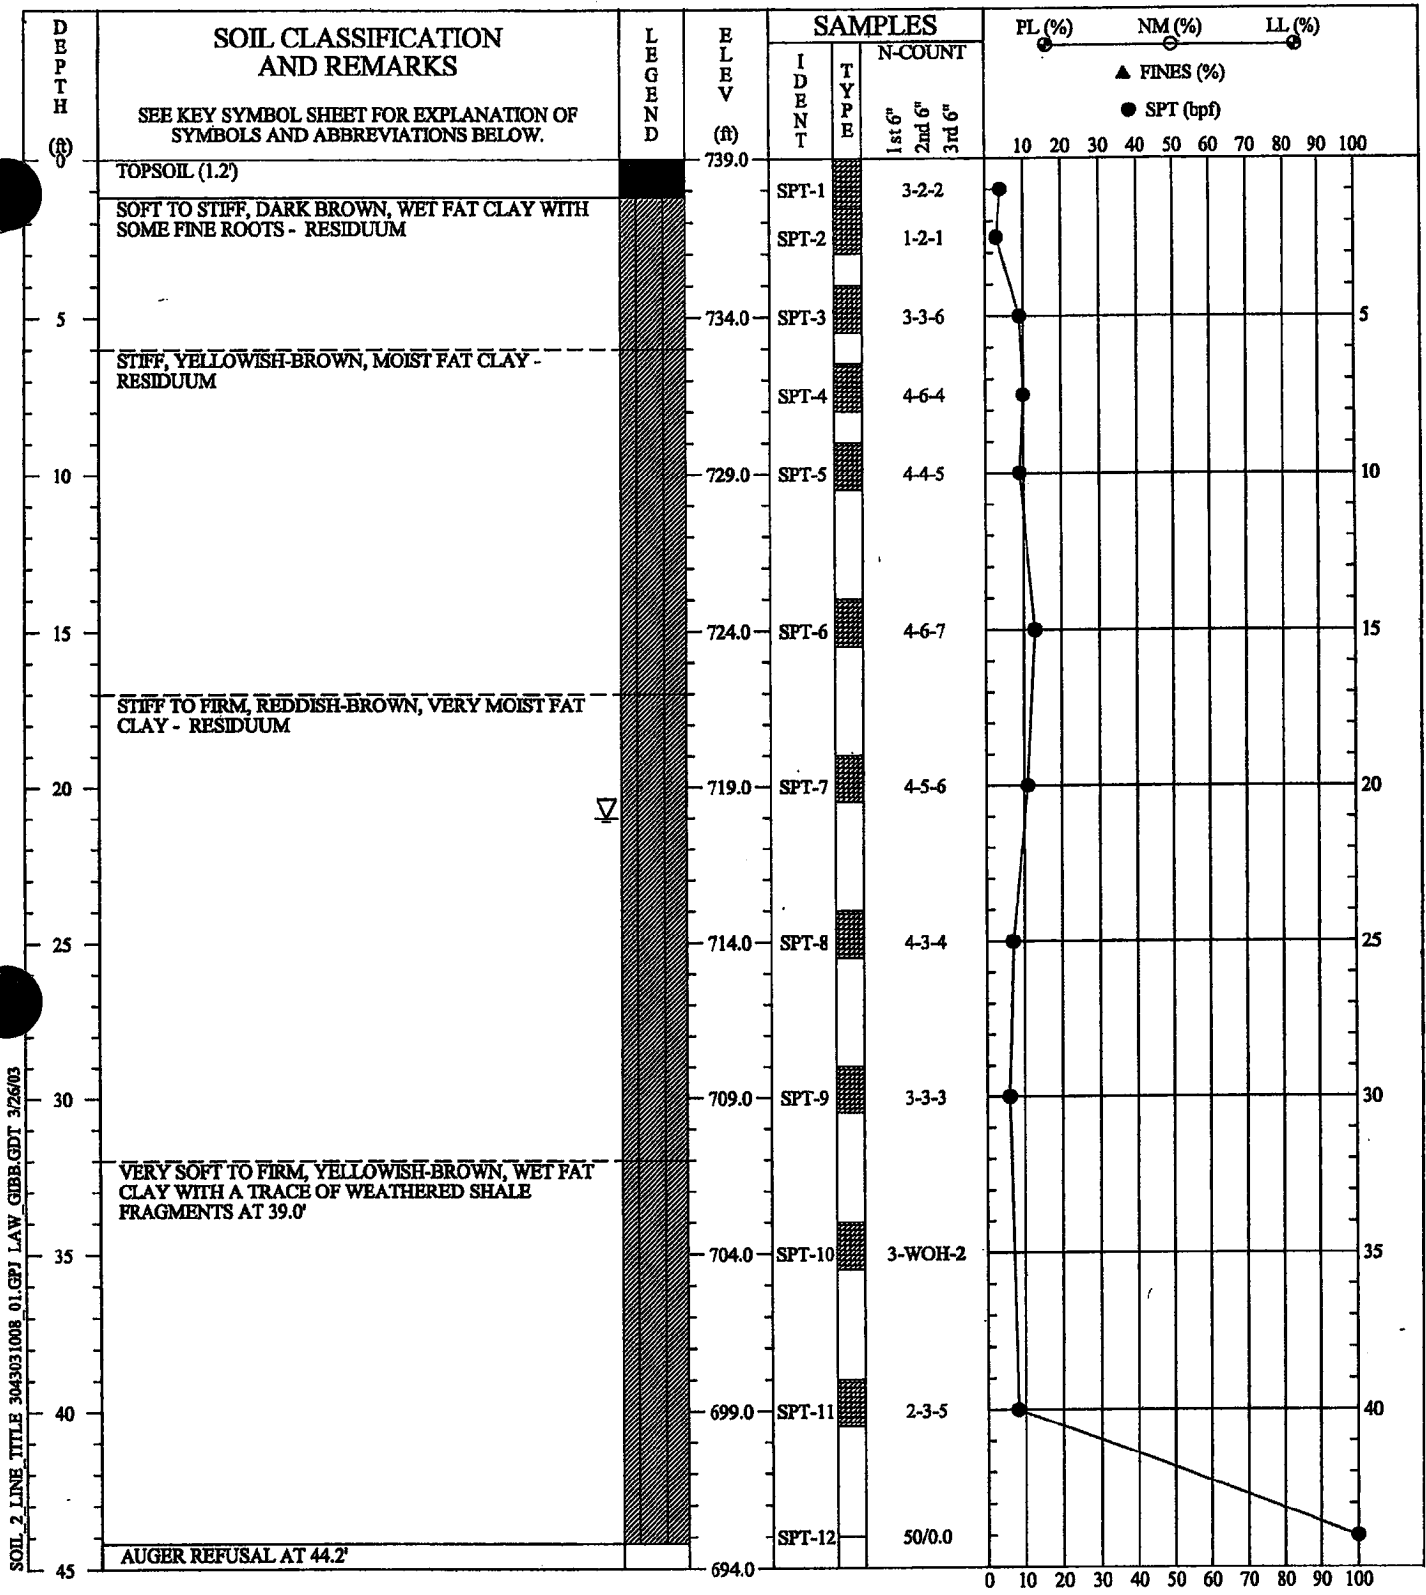 DEPTH (ft)
SOIL CLASSIFICATION
AND REMARKS
SEE KEY SYMBOL SHEET FOR EXPLANATION OF
SYMBOLS AND ABBREVIATIONS BELOW.
LEGEND
ELEV (ft)
SAMPLES
IDENT
TYPE
N-COUNT
1st 6"
2nd 6"
3rd 6"
PL (%) NM (%) LL (%)
▲ FINES (%)
● SPT (bpf)
10 20 30 40 50 60 70 80 90 100
0 739.0
TOPSOIL (1.2')
SPT-1 3-2-2
SOFT TO STIFF, DARK BROWN, WET FAT CLAY WITH
SOME FINE ROOTS - RESIDUUM
SPT-2 1-2-1
5 734.0 SPT-3 3-3-6 5
STIFF, YELLOWISH-BROWN, MOIST FAT CLAY -
RESIDUUM
SPT-4 4-6-4
10 729.0 SPT-5 4-4-5 10
15 724.0 SPT-6 4-6-7 15
STIFF TO FIRM, REDDISH-BROWN, VERY MOIST FAT
CLAY - RESIDUUM
20 719.0 SPT-7 4-5-6 20
25 714.0 SPT-8 4-3-4 25
30 709.0 SPT-9 3-3-3 30
VERY SOFT TO FIRM, YELLOWISH-BROWN, WET FAT
CLAY WITH A TRACE OF WEATHERED SHALE
FRAGMENTS AT 39.0'
35 704.0 SPT-10 3-WOH-2 35
40 699.0 SPT-11 2-3-5 40
SPT-12 50/0.0
AUGER REFUSAL AT 44.2'
45 694.0
0 10 20 30 40 50 60 70 80 90 100
SOIL_2_LINE_TITLE 3043031008_01.GPJ LAW_GIBB.GDT 3/26/03